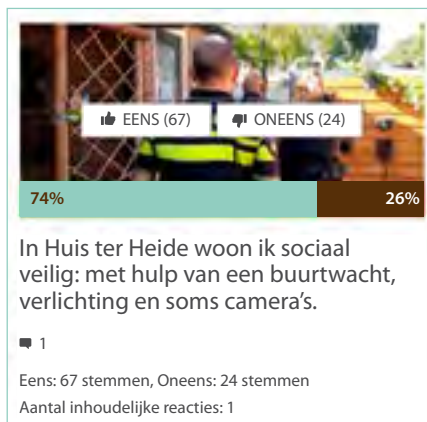 EENS (67) ONEENS (24)
74% 26%
In Huis ter Heide woon ik sociaal
veilig: met hulp van een buurtwacht,
verlichting en soms camera's.
1
Eens: 67 stemmen, Oneens: 24 stemmen
Aantal inhoudelijke reacties: 1